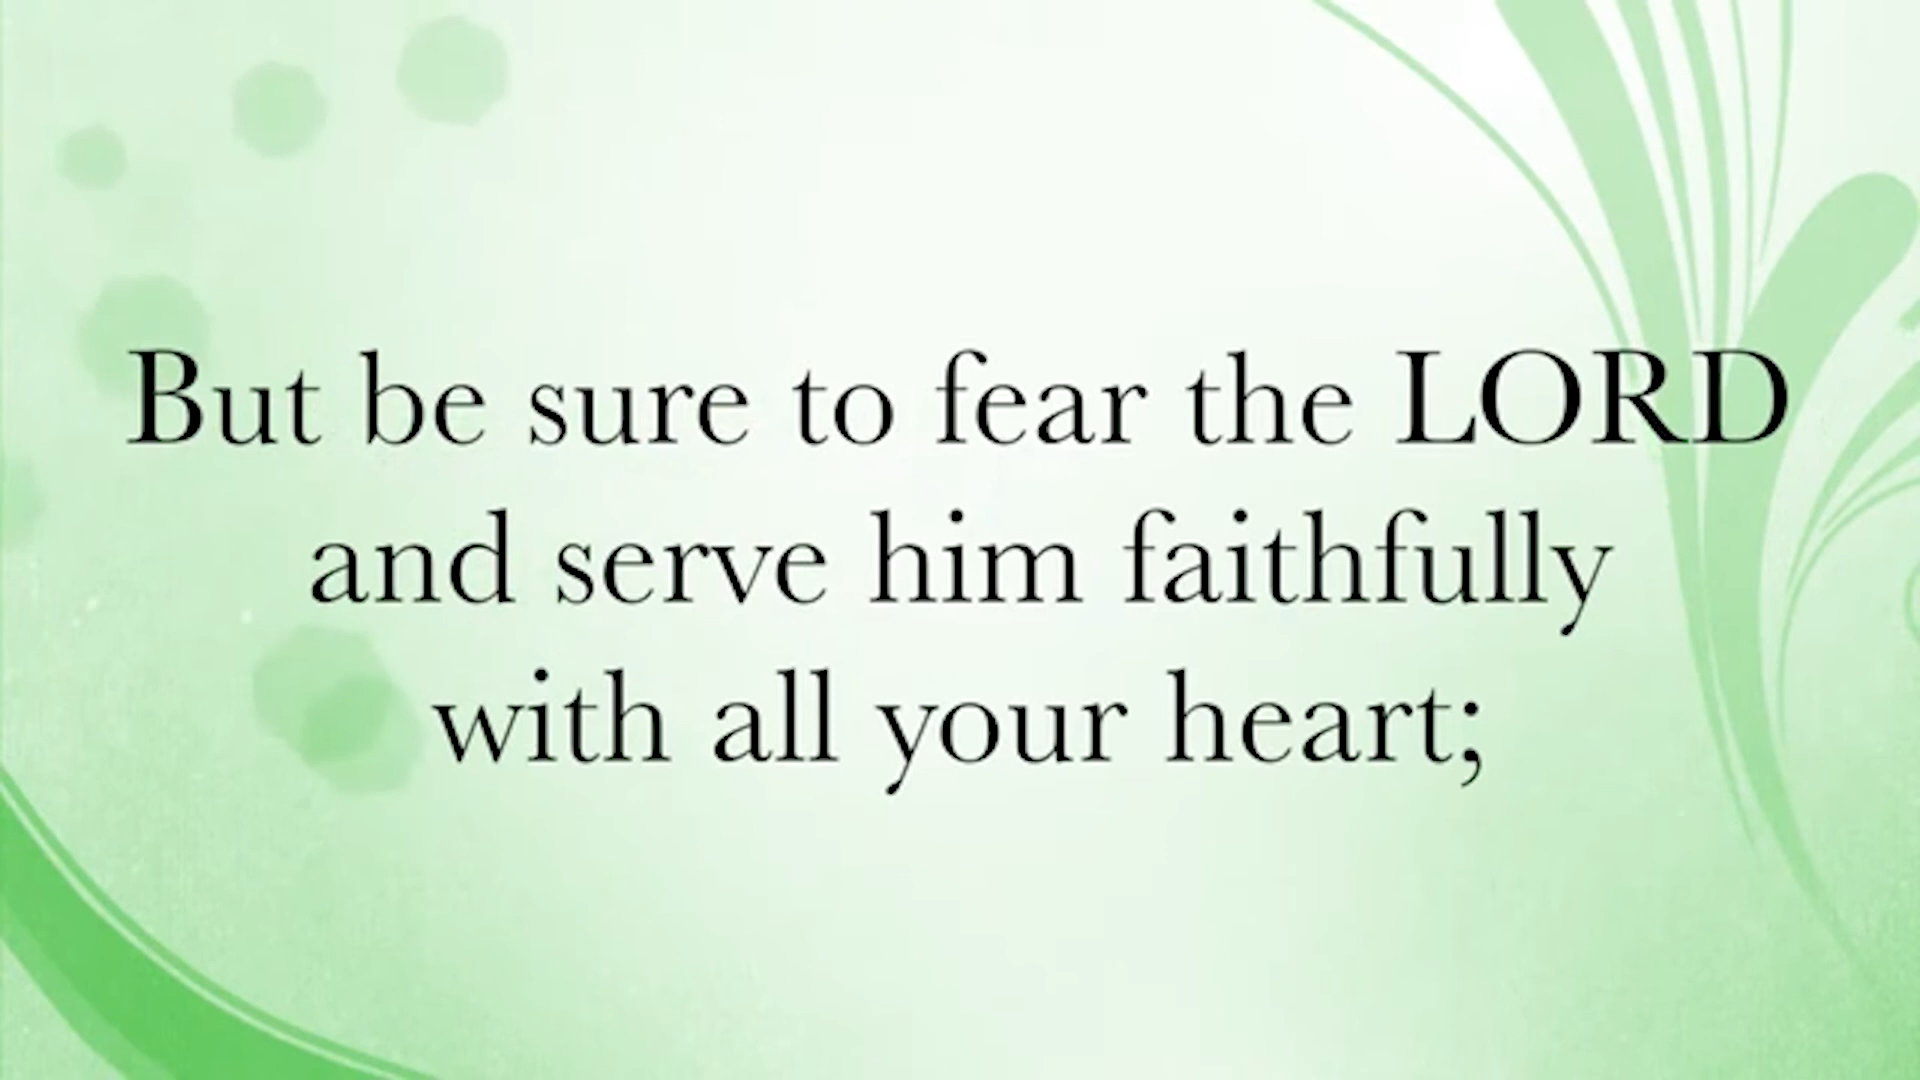 But be sure to fear the LORD
and serve him faithfully
with all your heart;